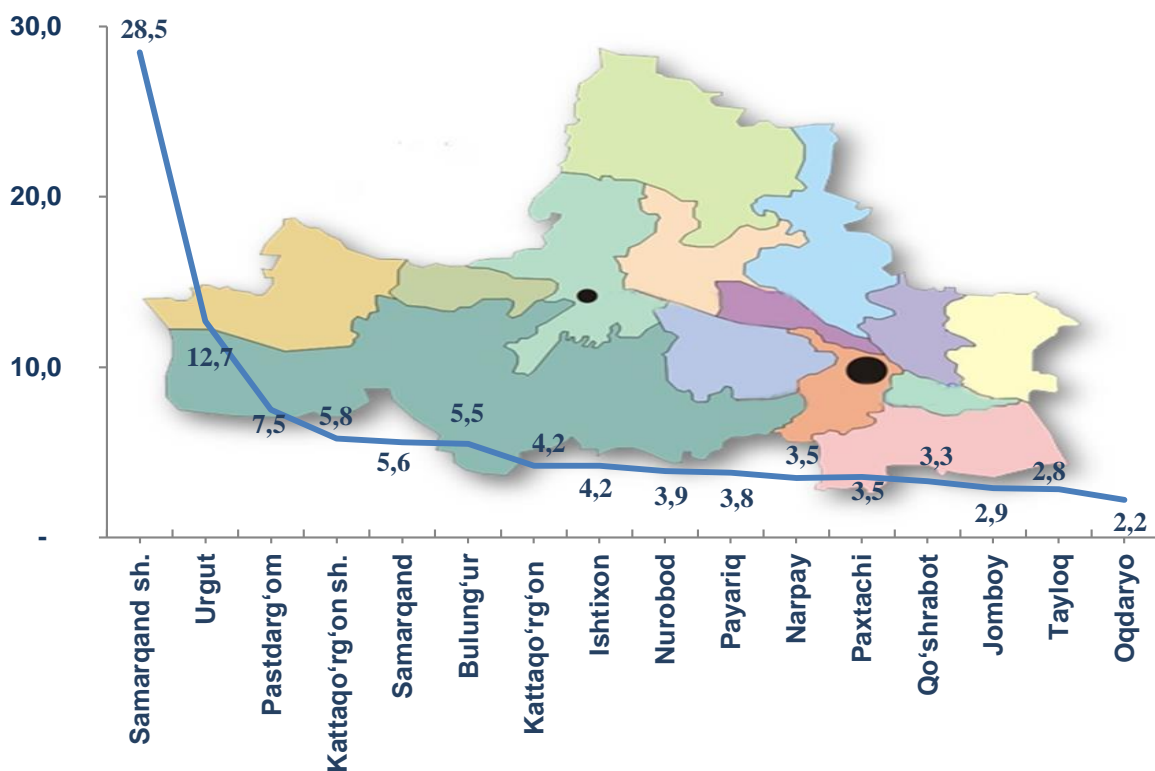 30,0
20,0
10,0
-
28,5
12,7
7,5
5,8
5,6
5,5
4,2
4,2
3,9
3,8
3,5
3,5
3,3
2,9
2,8
2,2
Samarqand sh.
Urgut
Pastdarg‘om
Kattaqo‘rg‘on sh.
Samarqand
Bulung‘ur
Kattaqo‘rg‘on
Ishtixon
Nurobod
Payariq
Narpay
Paxtachi
Qo‘shrabot
Jomboy
Tayloq
Oqdaryo